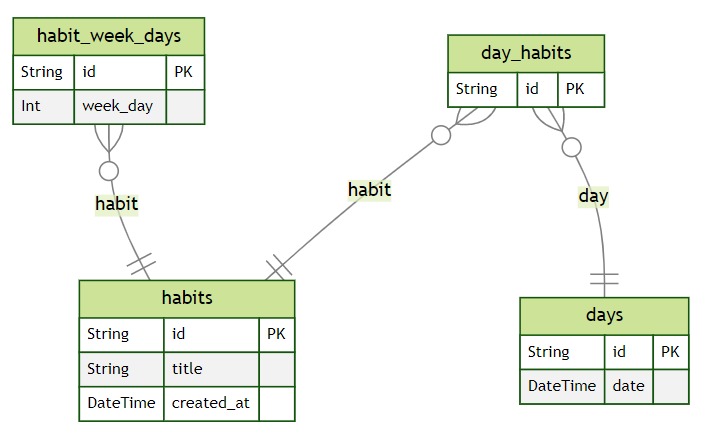 habit_week_days
String id PK
Int week_day
day_habits
String id PK
habit
habit
day
habits
String id PK
String title
DateTime created_at
days
String id PK
DateTime date